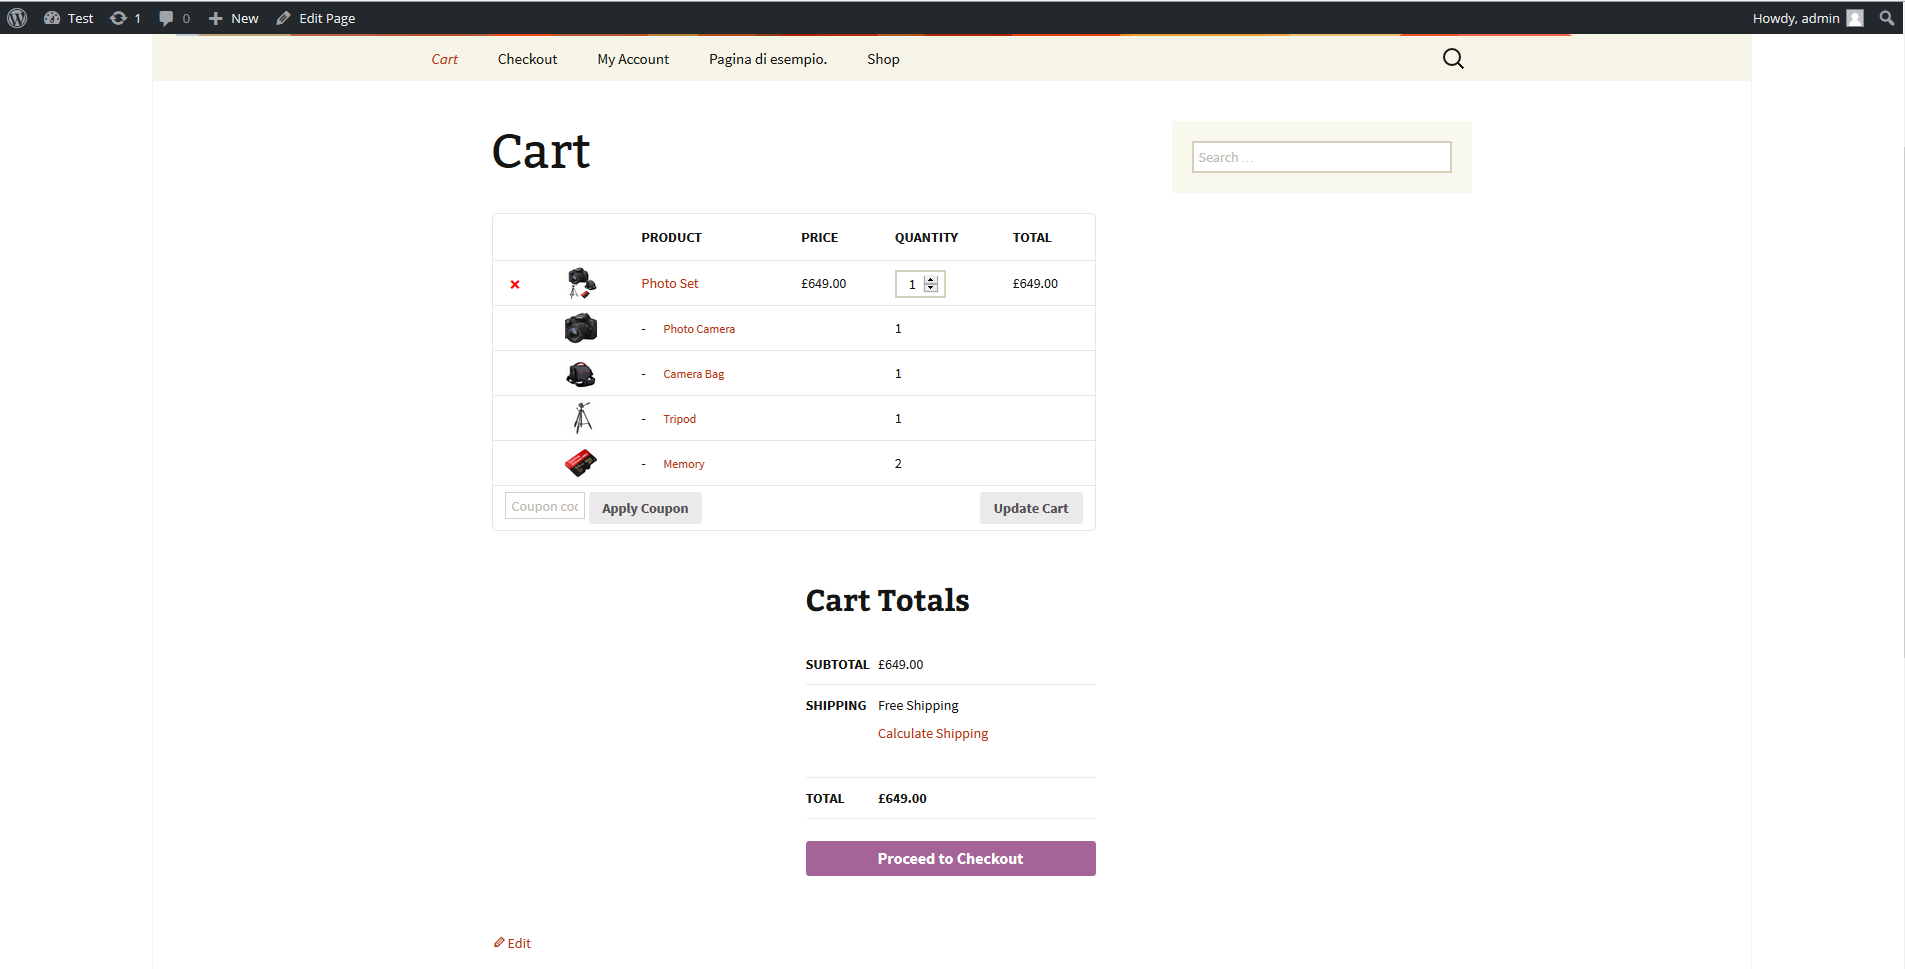 Test 1 0 New Edit Page Howdy, admin
Cart Checkout My Account Pagina di esempio. Shop
Cart
Search ...
PRODUCT PRICE QUANTITY TOTAL
× Photo Set £649.00 1 £649.00
- Photo Camera 1
- Camera Bag 1
- Tripod 1
- Memory 2
Coupon coc Apply Coupon Update Cart
Cart Totals
SUBTOTAL £649.00
SHIPPING Free Shipping
Calculate Shipping
TOTAL £649.00
Proceed to Checkout
Edit